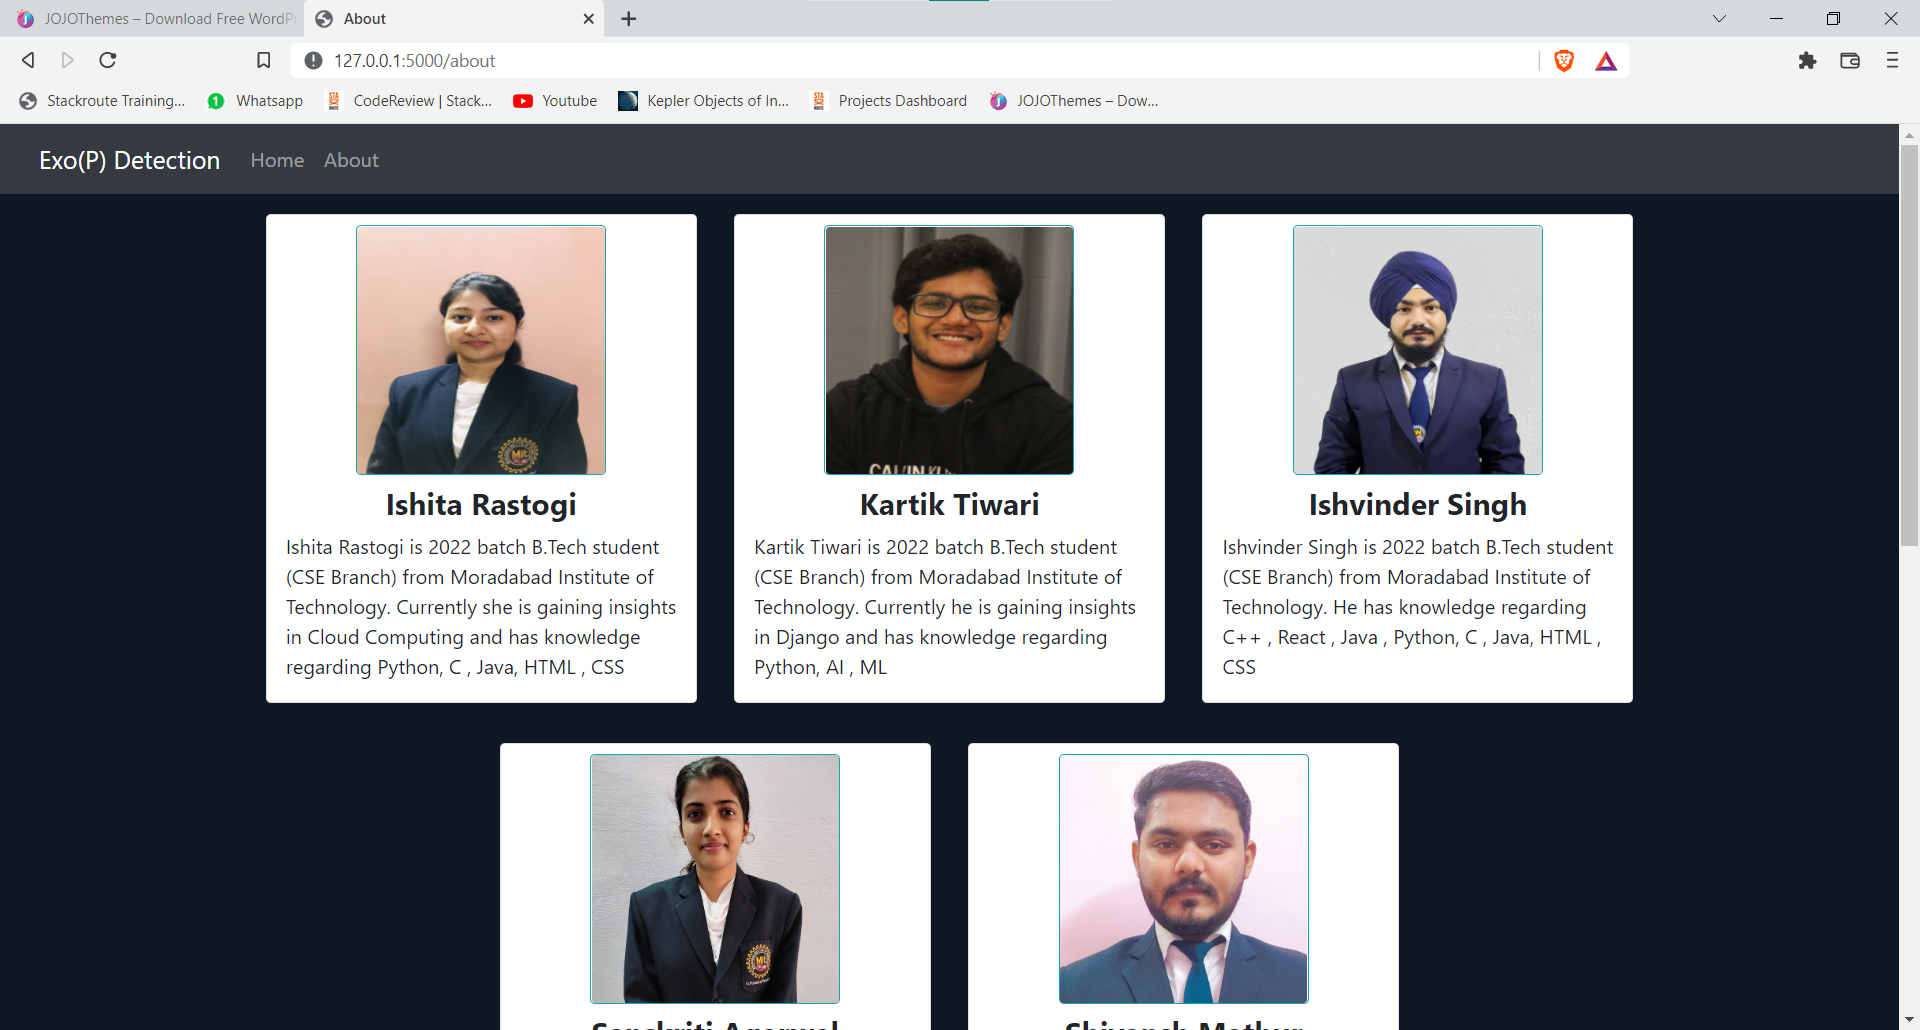 JOJOThemes – Download Free WordPr
About
127.0.0.1:5000/about
Stackroute Training...
1
Whatsapp
CodeReview | Stack...
Youtube
Kepler Objects of In...
Projects Dashboard
JOJOThemes – Dow...
Exo(P) Detection
Home
About
Ishita Rastogi
Ishita Rastogi is 2022 batch B.Tech student
(CSE Branch) from Moradabad Institute of
Technology. Currently she is gaining insights
in Cloud Computing and has knowledge
regarding Python, C , Java, HTML , CSS
Kartik Tiwari
Kartik Tiwari is 2022 batch B.Tech student
(CSE Branch) from Moradabad Institute of
Technology. Currently he is gaining insights
in Django and has knowledge regarding
Python, AI , ML
Ishvinder Singh
Ishvinder Singh is 2022 batch B.Tech student
(CSE Branch) from Moradabad Institute of
Technology. He has knowledge regarding
C++ , React , Java , Python, C , Java, HTML ,
CSS